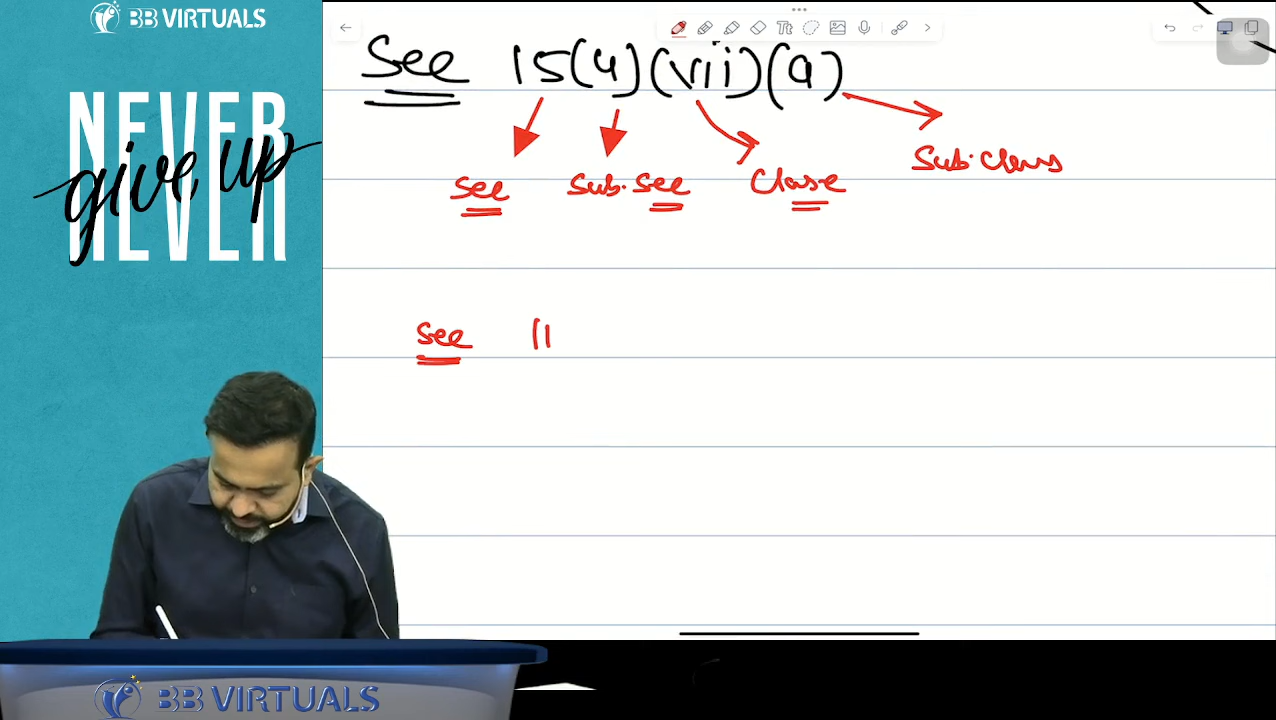 BB VIRTUALS
NEVER
give up
NEVER
Sec 15(4)(vii)(a)
Sec Sub. Sec Clause Sub. Clause
Sec 11
BB VIRTUALS